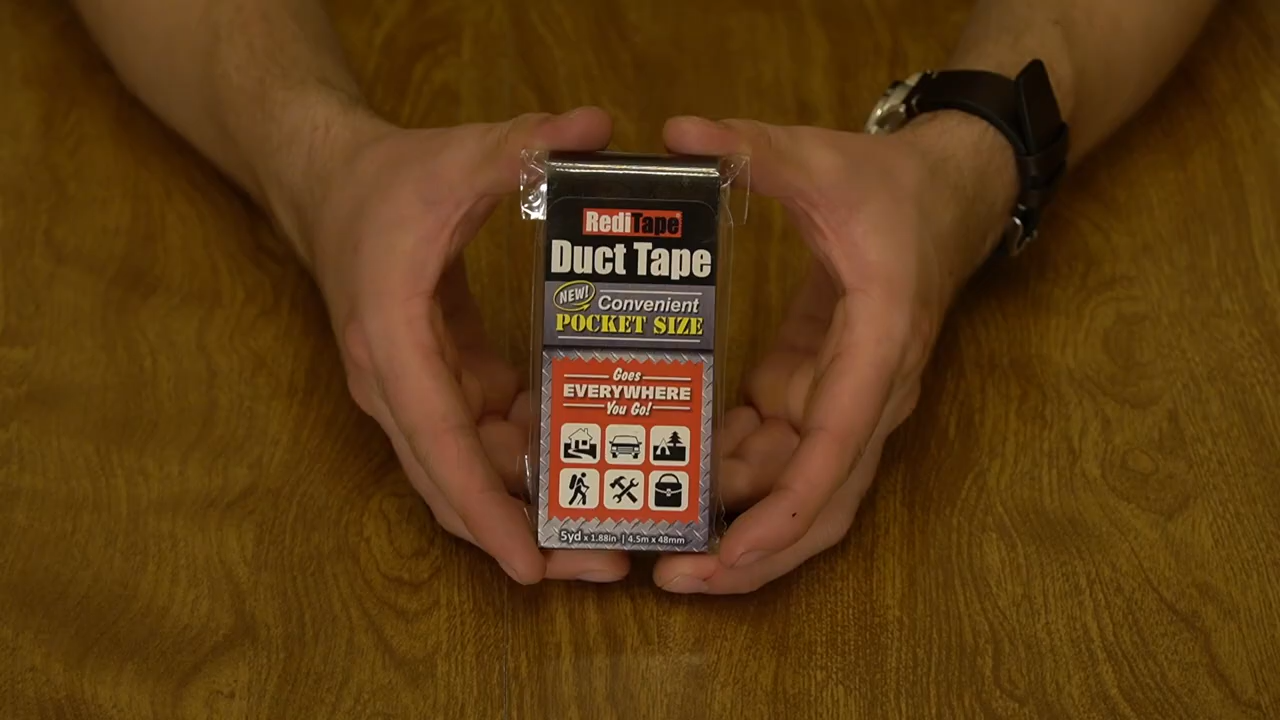 RediTape
Duct Tape
NEW! Convenient
POCKET SIZE
Goes
EVERYWHERE
You Go!
5yd x 1.88in | 4.5m x 48mm